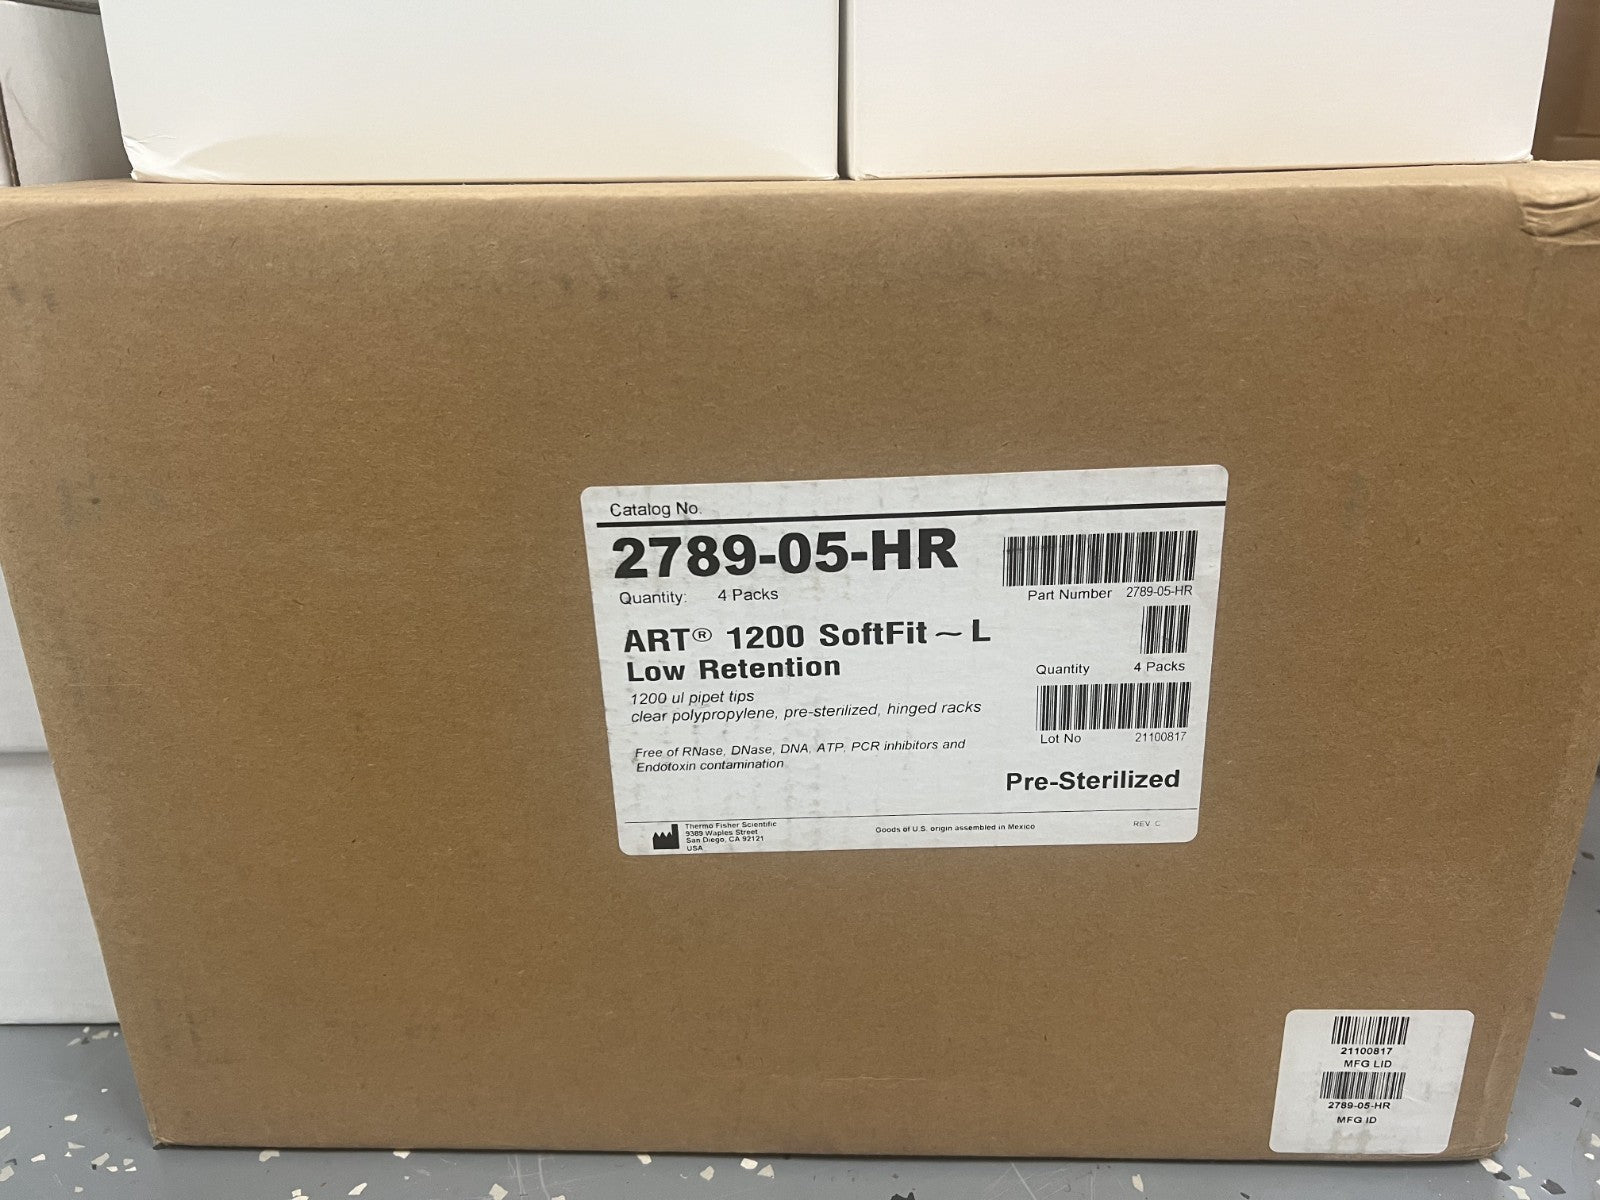 Catalog No.
2789-05-HR
Quantity: 4 Packs
Part Number 2789-05-HR
ART® 1200 SoftFit ~ L
Low Retention
Quantity 4 Packs
1200 ul pipet tips
clear polypropylene, pre-sterilized, hinged racks
Lot No 21100817
Free of RNase, DNase, DNA, ATP, PCR inhibitors and
Endotoxin contamination
Pre-Sterilized
Thermo Fisher Scientific
9389 Waples Street
San Diego, CA 92121
USA
Goods of U.S. origin assembled in Mexico
REV C
21100817
MFG LID
2789-05-HR
MFG ID